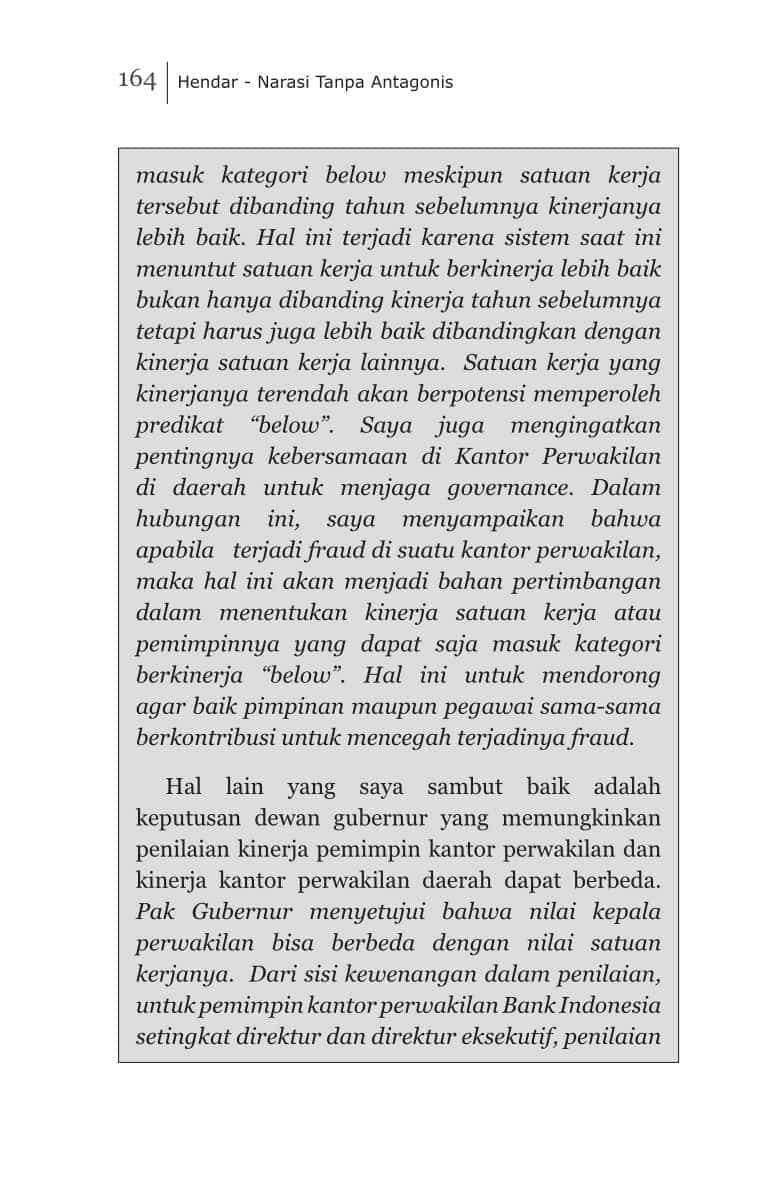 164 Hendar - Narasi Tanpa Antagonis
masuk kategori below meskipun satuan kerja
tersebut dibanding tahun sebelumnya kinerjanya
lebih baik. Hal ini terjadi karena sistem saat ini
menuntut satuan kerja untuk berkinerja lebih baik
bukan hanya dibanding kinerja tahun sebelumnya
tetapi harus juga lebih baik dibandingkan dengan
kinerja satuan kerja lainnya. Satuan kerja yang
kinerjanya terendah akan berpotensi memperoleh
predikat “below”. Saya juga mengingatkan
pentingnya kebersamaan di Kantor Perwakilan
di daerah untuk menjaga governance. Dalam
hubungan ini, saya menyampaikan bahwa
apabila terjadi fraud di suatu kantor perwakilan,
maka hal ini akan menjadi bahan pertimbangan
dalam menentukan kinerja satuan kerja atau
pemimpinnya yang dapat saja masuk kategori
berkinerja “below”. Hal ini untuk mendorong
agar baik pimpinan maupun pegawai sama-sama
berkontribusi untuk mencegah terjadinya fraud.
Hal lain yang saya sambut baik adalah
keputusan dewan gubernur yang memungkinkan
penilaian kinerja pemimpin kantor perwakilan dan
kinerja kantor perwakilan daerah dapat berbeda.
Pak Gubernur menyetujui bahwa nilai kepala
perwakilan bisa berbeda dengan nilai satuan
kerjanya. Dari sisi kewenangan dalam penilaian,
untuk pemimpin kantor perwakilan Bank Indonesia
setingkat direktur dan direktur eksekutif, penilaian